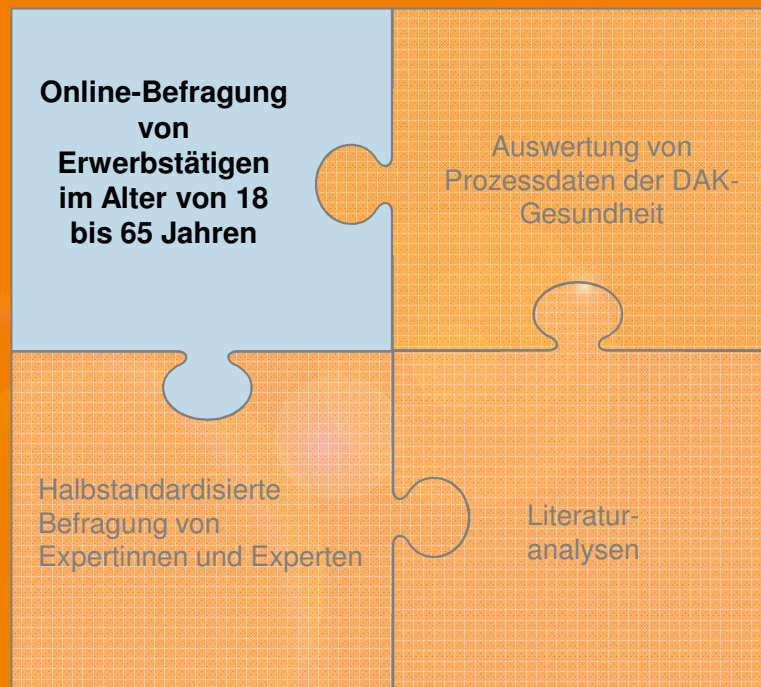 Online-Befragung
von
Erwerbstätigen
im Alter von 18
bis 65 Jahren
Auswertung von
Prozessdaten der DAK-
Gesundheit
Halbstandardisierte
Befragung von
Expertinnen und Experten
Literatur-
analysen